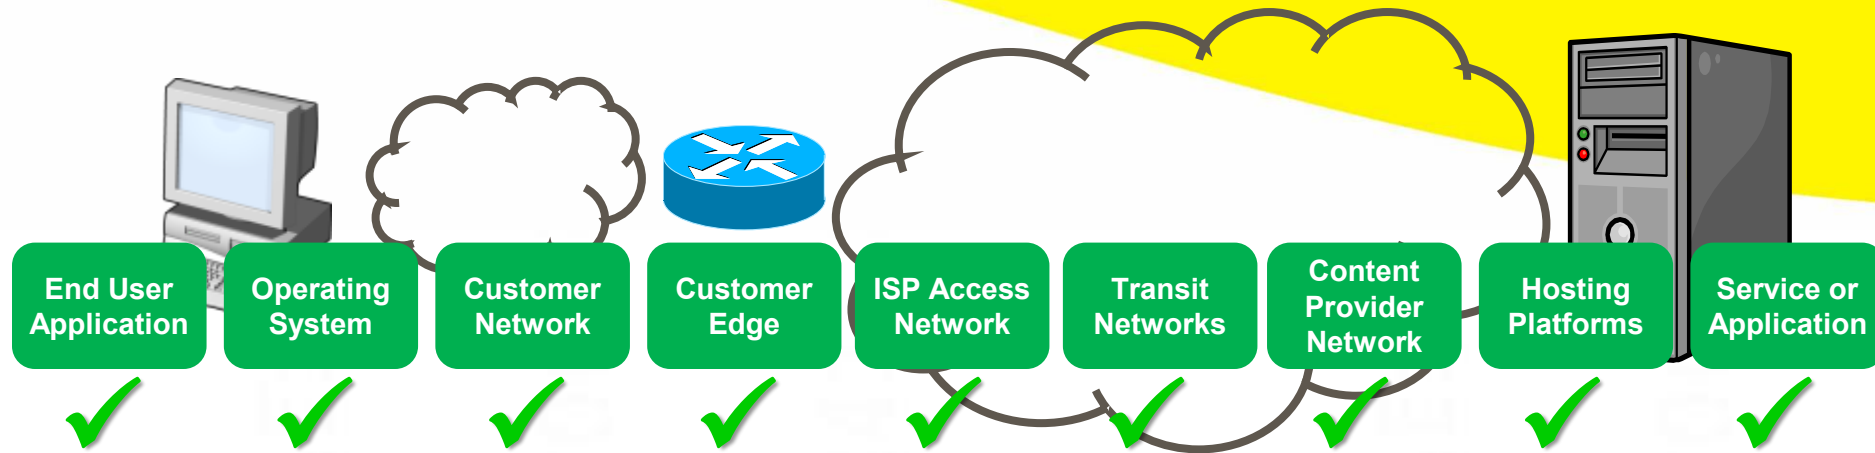 End User
Application
Operating
System
Customer
Network
Customer
Edge
ISP Access
Network
Transit
Networks
Content
Provider
Network
Hosting
Platforms
Service or
Application